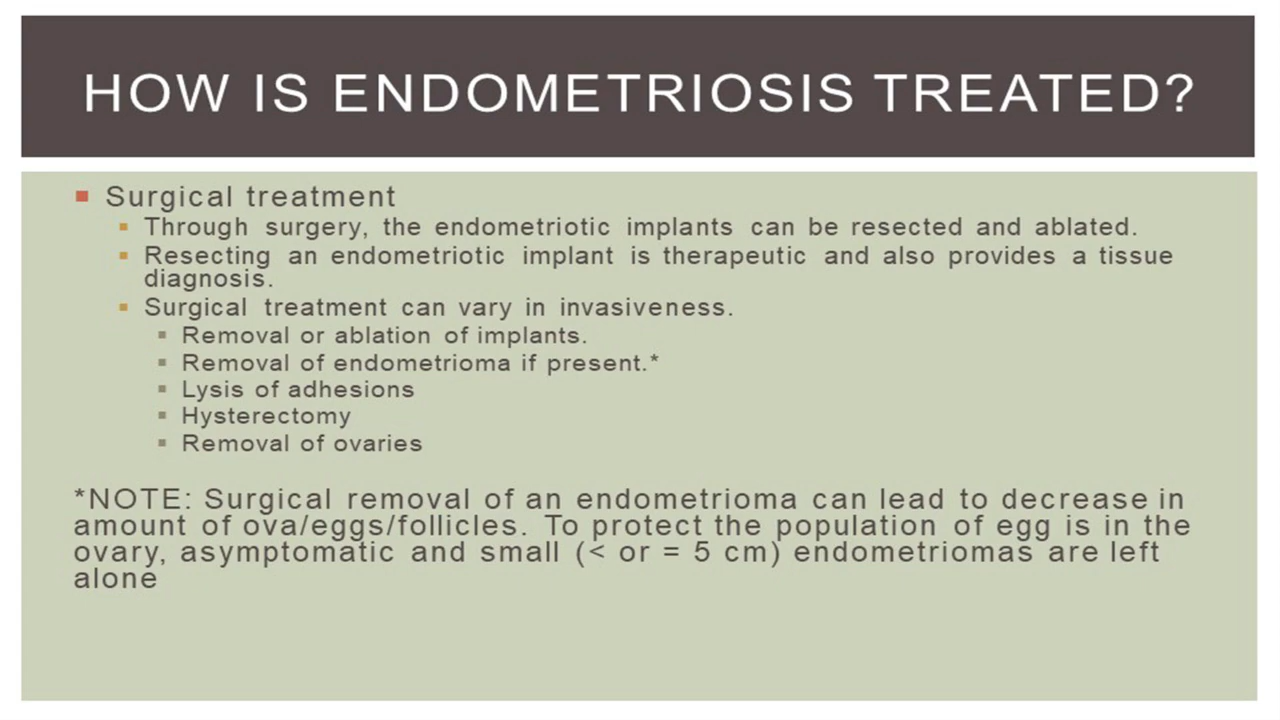 HOW IS ENDOMETRIOSIS TREATED?
Surgical treatment
Through surgery, the endometriotic implants can be resected and ablated.
Resecting an endometriotic implant is therapeutic and also provides a tissue
diagnosis.
Surgical treatment can vary in invasiveness.
Removal or ablation of implants.
Removal of endometrioma if present.*
Lysis of adhesions
Hysterectomy
Removal of ovaries
*NOTE: Surgical removal of an endometrioma can lead to decrease in
amount of ova/eggs/follicles. To protect the population of egg is in the
ovary, asymptomatic and small (< or = 5 cm) endometriomas are left
alone